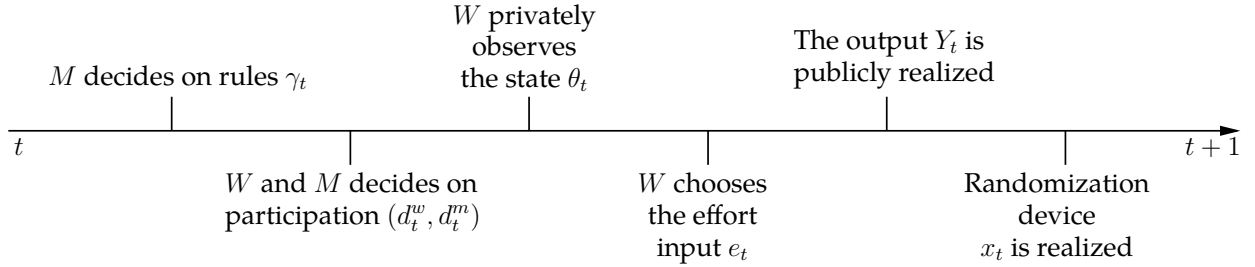 M decides on rules γ_t
W privately
observes
the state θ_t
The output Y_t is
publicly realized
t
t + 1
W and M decides on
participation (d_t^w, d_t^m)
W chooses
the effort
input e_t
Randomization
device
x_t is realized